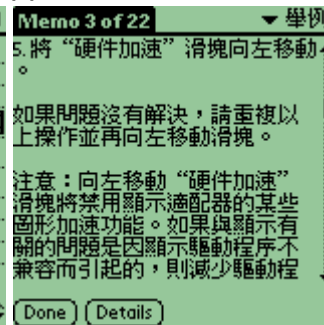 Memo 3 of 22 ▼ 舉例
5. 將“硬件加速”滑塊向左移動
。
如果問題沒有解決，請重複以
上操作並再向左移動滑塊。
注意：向左移動“硬件加速”
滑塊將禁用顯示適配器的某些
圖形加速功能。如果與顯示有
關的問題是因顯示驅動程序不
兼容而引起的，則減少驅動程
Done Details